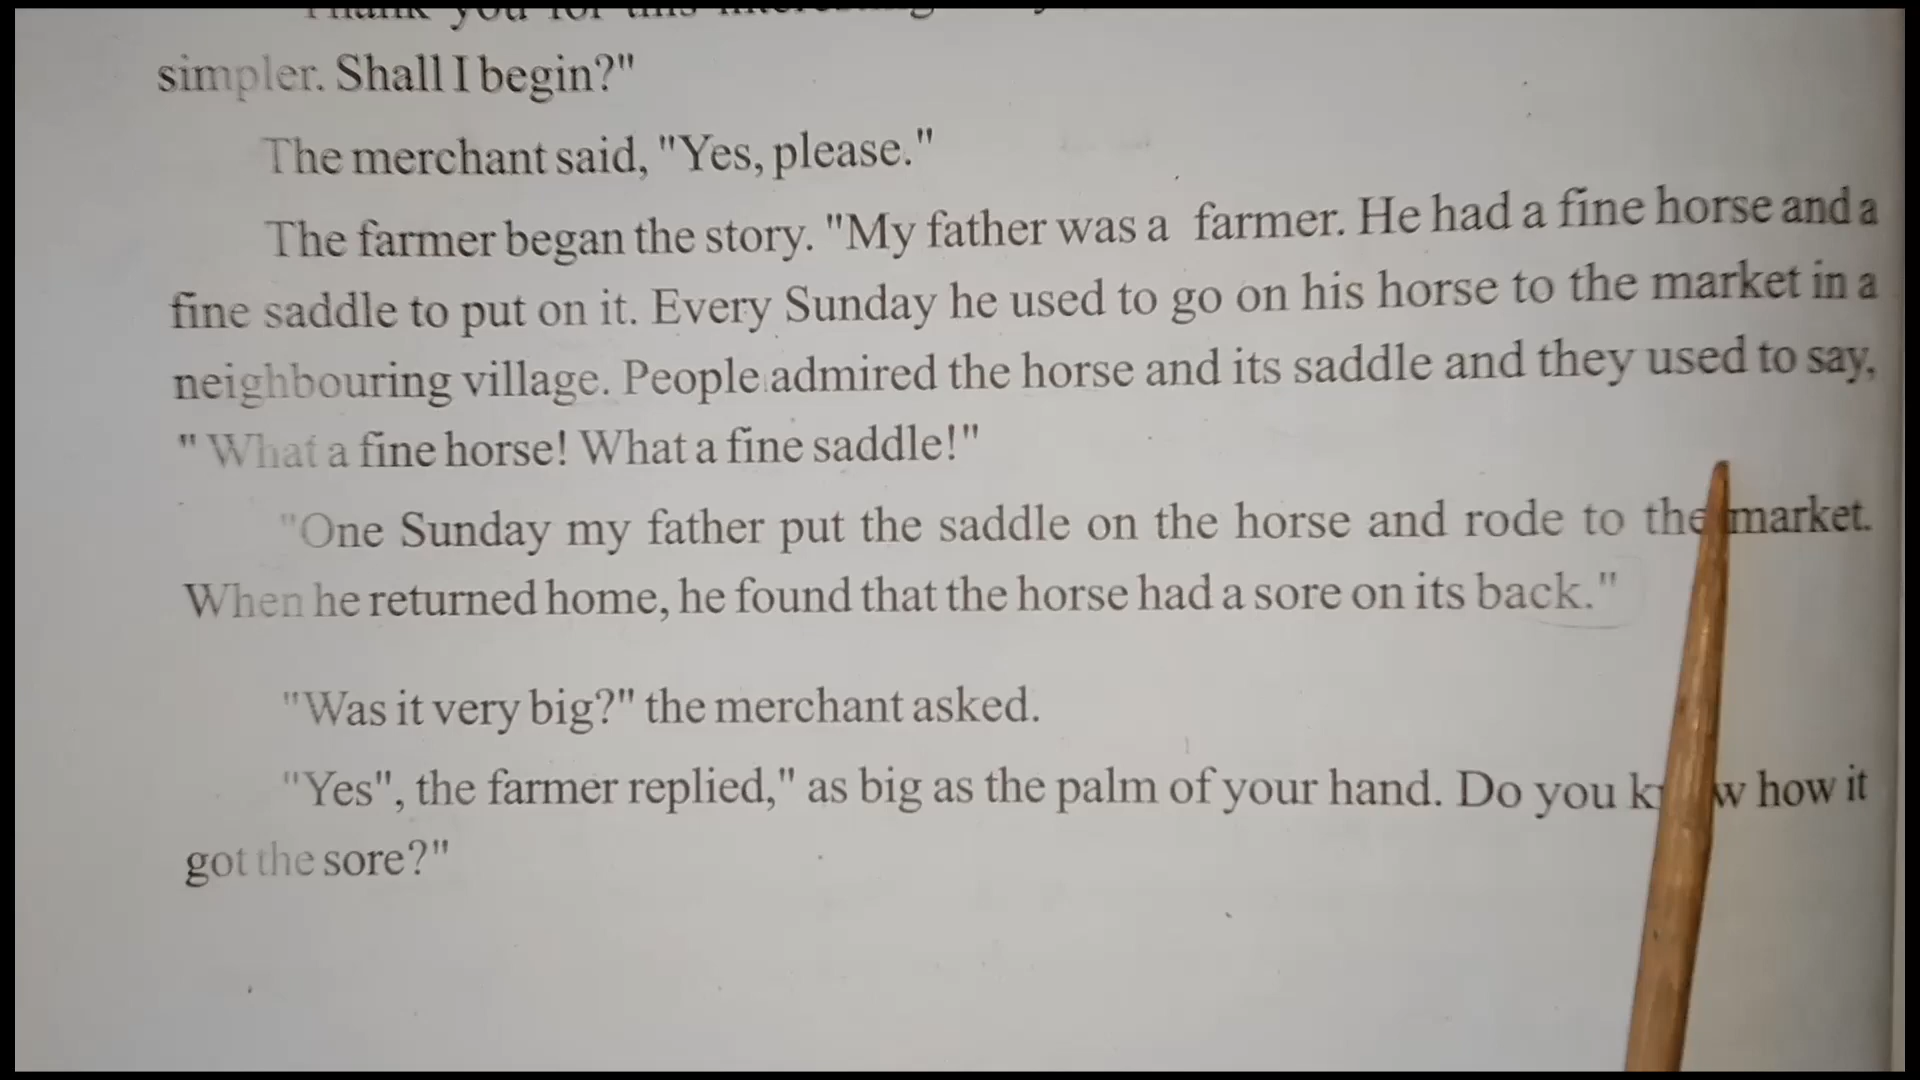 Thank you for this
simpler. Shall I begin?"
The merchant said, "Yes, please."
The farmer began the story. "My father was a farmer. He had a fine horse and a
fine saddle to put on it. Every Sunday he used to go on his horse to the market in a
neighbouring village. People admired the horse and its saddle and they used to say,
" What a fine horse! What a fine saddle!"
"One Sunday my father put the saddle on the horse and rode to the market.
When he returned home, he found that the horse had a sore on its back."
"Was it very big?" the merchant asked.
"Yes", the farmer replied," as big as the palm of your hand. Do you know how it
got the sore?"